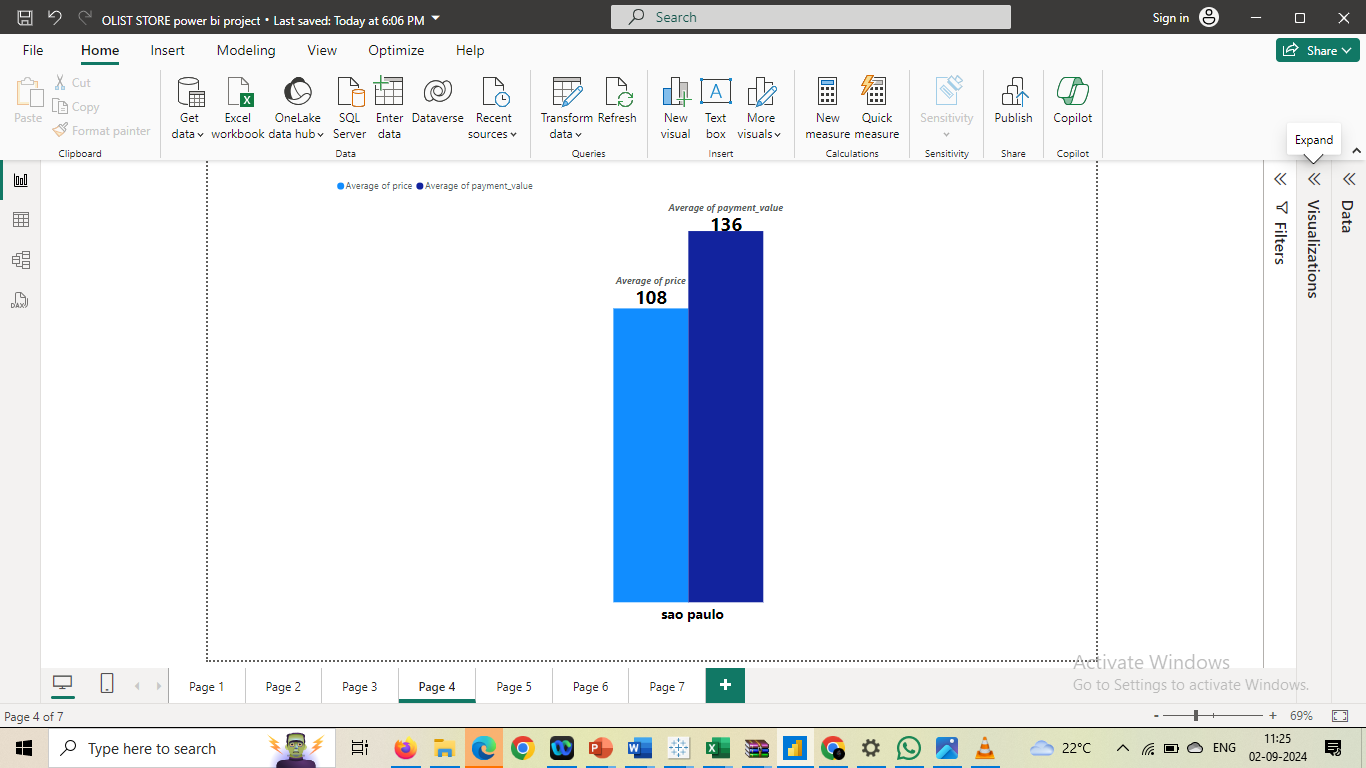 OLIST STORE power bi project • Last saved: Today at 6:06 PM
Search
Sign in
File Home Insert Modeling View Optimize Help
Share
Paste
Cut
Copy
Format painter
Clipboard
Get data
Excel workbook
OneLake data hub
SQL Server
Enter data
Dataverse
Recent sources
Data
Transform data
Refresh
Queries
New visual
Text box
More visuals
Insert
New measure
Quick measure
Calculations
Sensitivity
Sensitivity
Publish
Share
Copilot
Copilot
Expand
DAX
Average of price Average of payment_value
Average of payment_value
136
Average of price
108
sao paulo
Filters
Visualizations
Data
Activate Windows
Go to Settings to activate Windows.
Page 1 Page 2 Page 3 Page 4 Page 5 Page 6 Page 7 +
Page 4 of 7
- + 69%
Type here to search
22°C
ENG
11:25
02-09-2024